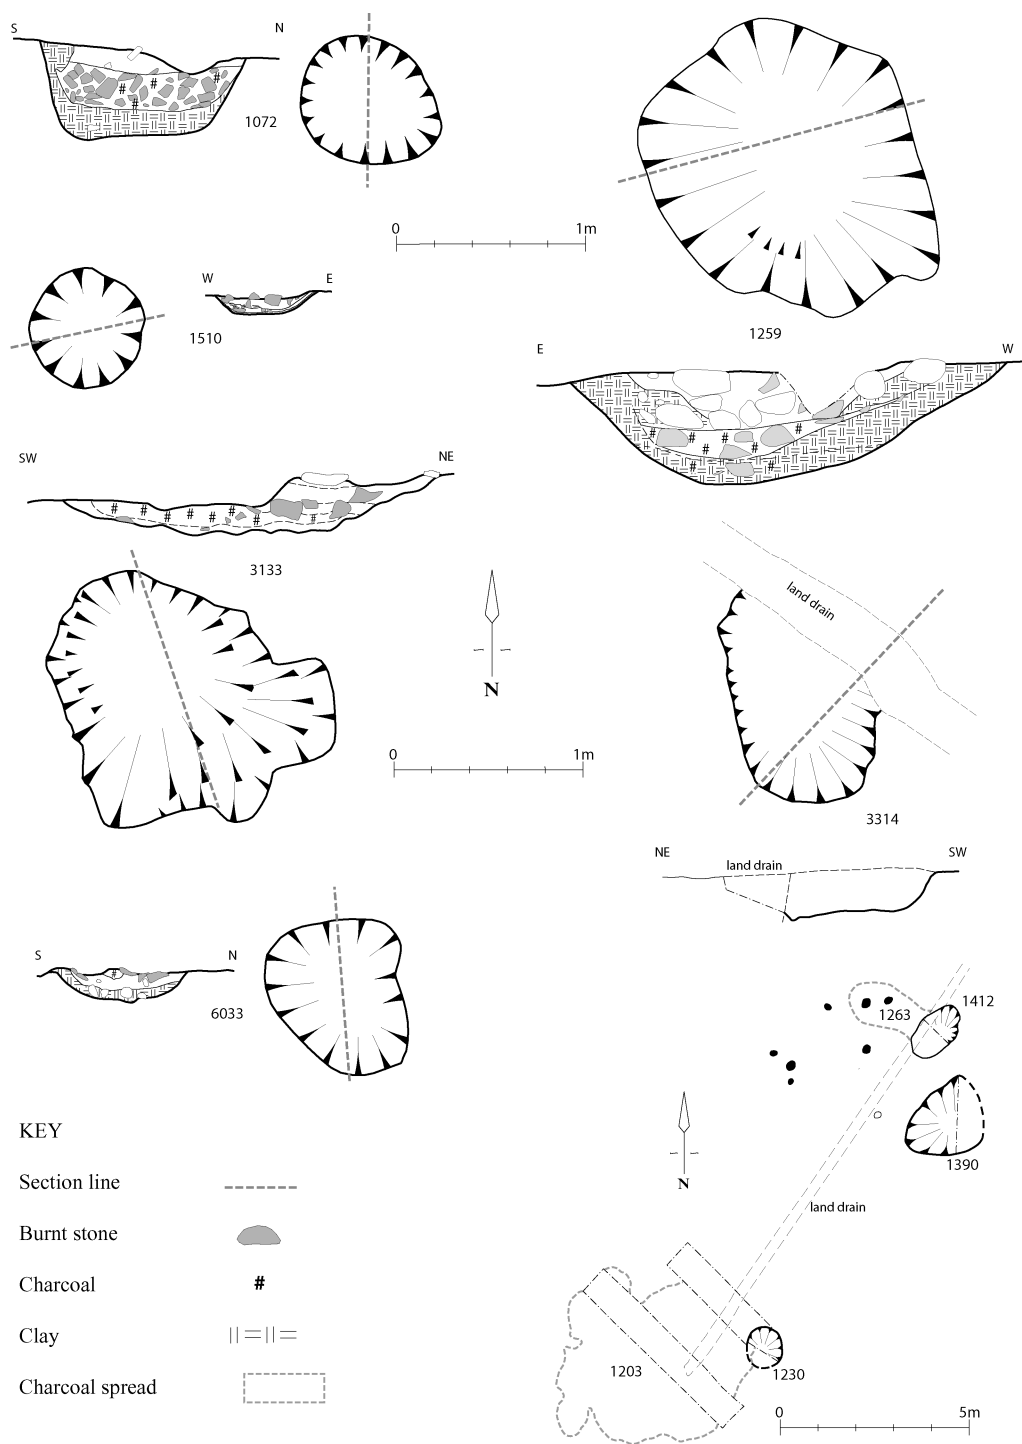 S
N
1072
0
1m
W
E
1510
1259
E
W
SW
NE
3133
N
land drain
0
1m
3314
NE
land drain
SW
S
N
6033
1263
1412
1390
N
land drain
1203
1230
0
5m
KEY
Section line
Burnt stone
Charcoal
#
Clay
Charcoal spread